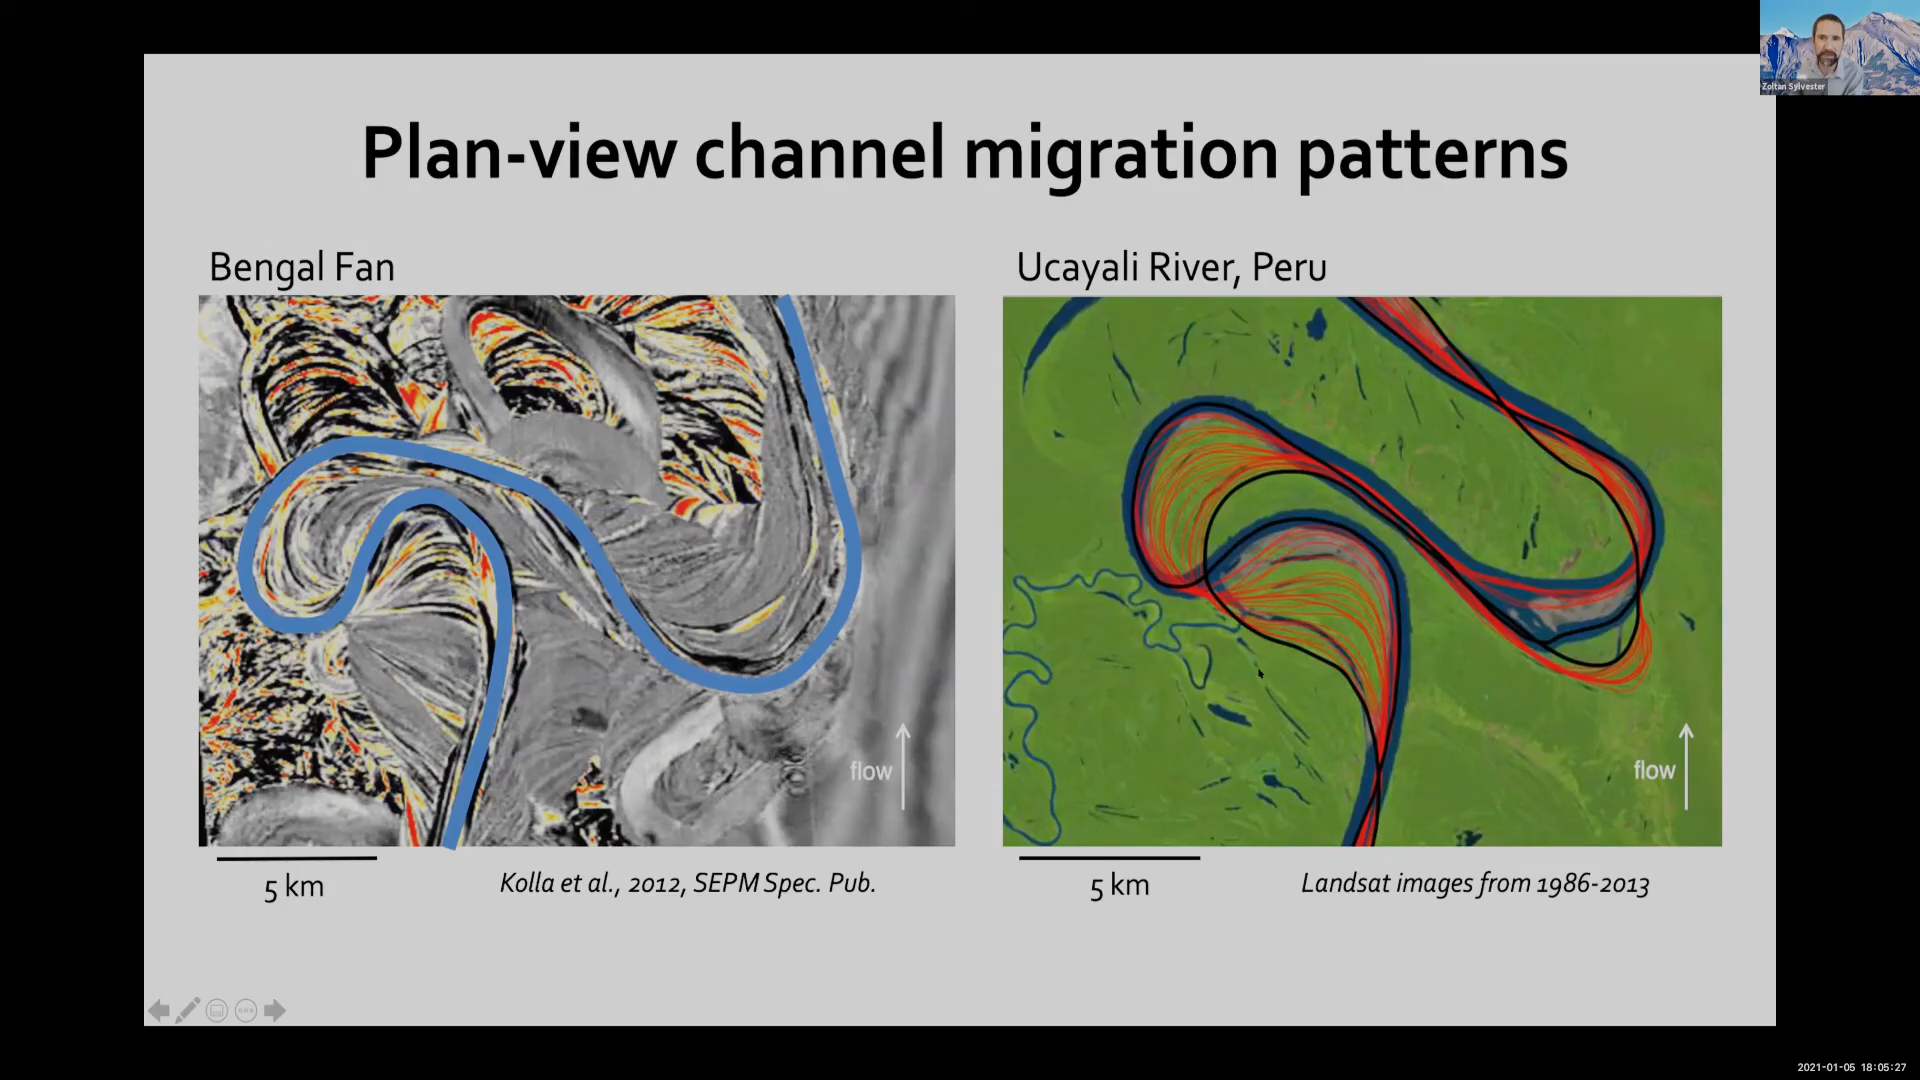 Zoltan Sylvester
Plan-view channel migration patterns
Bengal Fan
Ucayali River, Peru
flow
flow
5 km
Kolla et al., 2012, SEPM Spec. Pub.
5 km
Landsat images from 1986-2013
2021-01-05 18:05:27